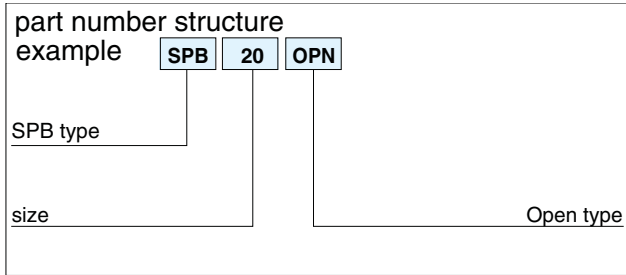 part number structure
example SPB 20 OPN
SPB type
size Open type